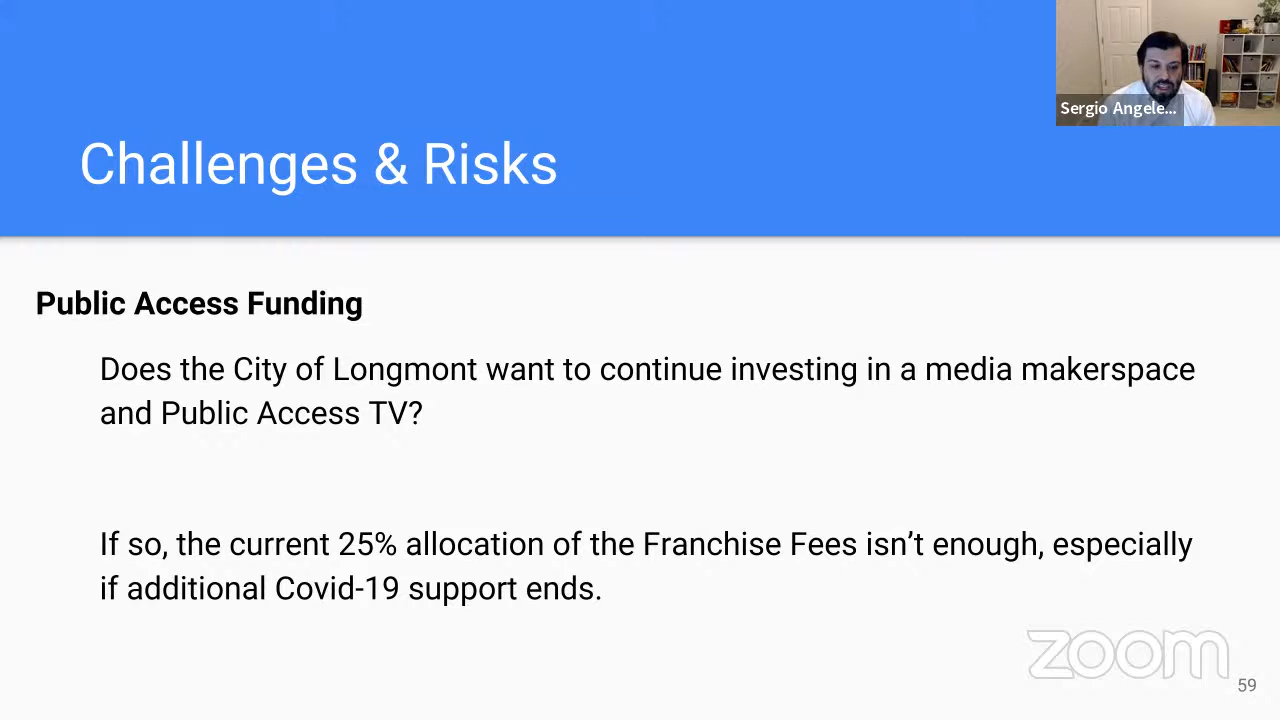 Sergio Angele...
Challenges & Risks
Public Access Funding
Does the City of Longmont want to continue investing in a media makerspace
and Public Access TV?
If so, the current 25% allocation of the Franchise Fees isn’t enough, especially
if additional Covid-19 support ends.
zoom
59